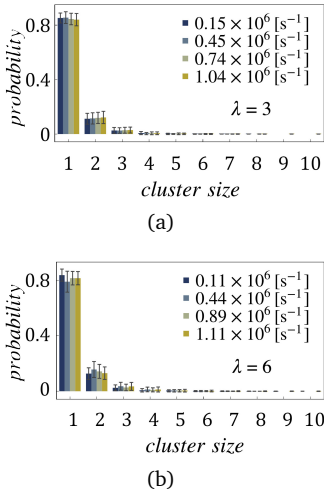 probability
0.8
0.4
0
0.15 × 10⁶ [s⁻¹]
0.45 × 10⁶ [s⁻¹]
0.74 × 10⁶ [s⁻¹]
1.04 × 10⁶ [s⁻¹]
λ = 3
1 2 3 4 5 6 7 8 9 10
cluster size
(a)
probability
0.8
0.4
0
0.11 × 10⁶ [s⁻¹]
0.44 × 10⁶ [s⁻¹]
0.89 × 10⁶ [s⁻¹]
1.11 × 10⁶ [s⁻¹]
λ = 6
1 2 3 4 5 6 7 8 9 10
cluster size
(b)